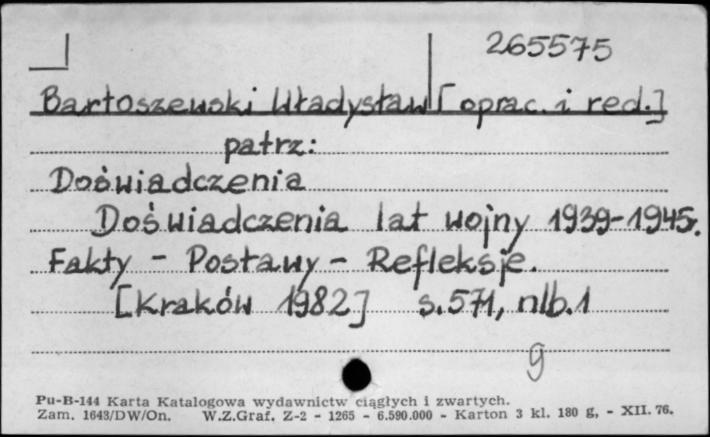 265575
Bartoszewski Władysław [oprac. i red.]
patrz:
Doświadczenia
Doświadczenia lat wojny 1939-1945.
Fakty - Postawy - Refleksje.
[Kraków 1982] s.571, nlb.1
g
Pu-B-144 Karta Katalogowa wydawnictw ciągłych i zwartych.
Zam. 1643/DW/On. W.Z.Graf. Z-2 - 1265 - 6.590.000 - Karton 3 kl. 180 g, - XII. 76.